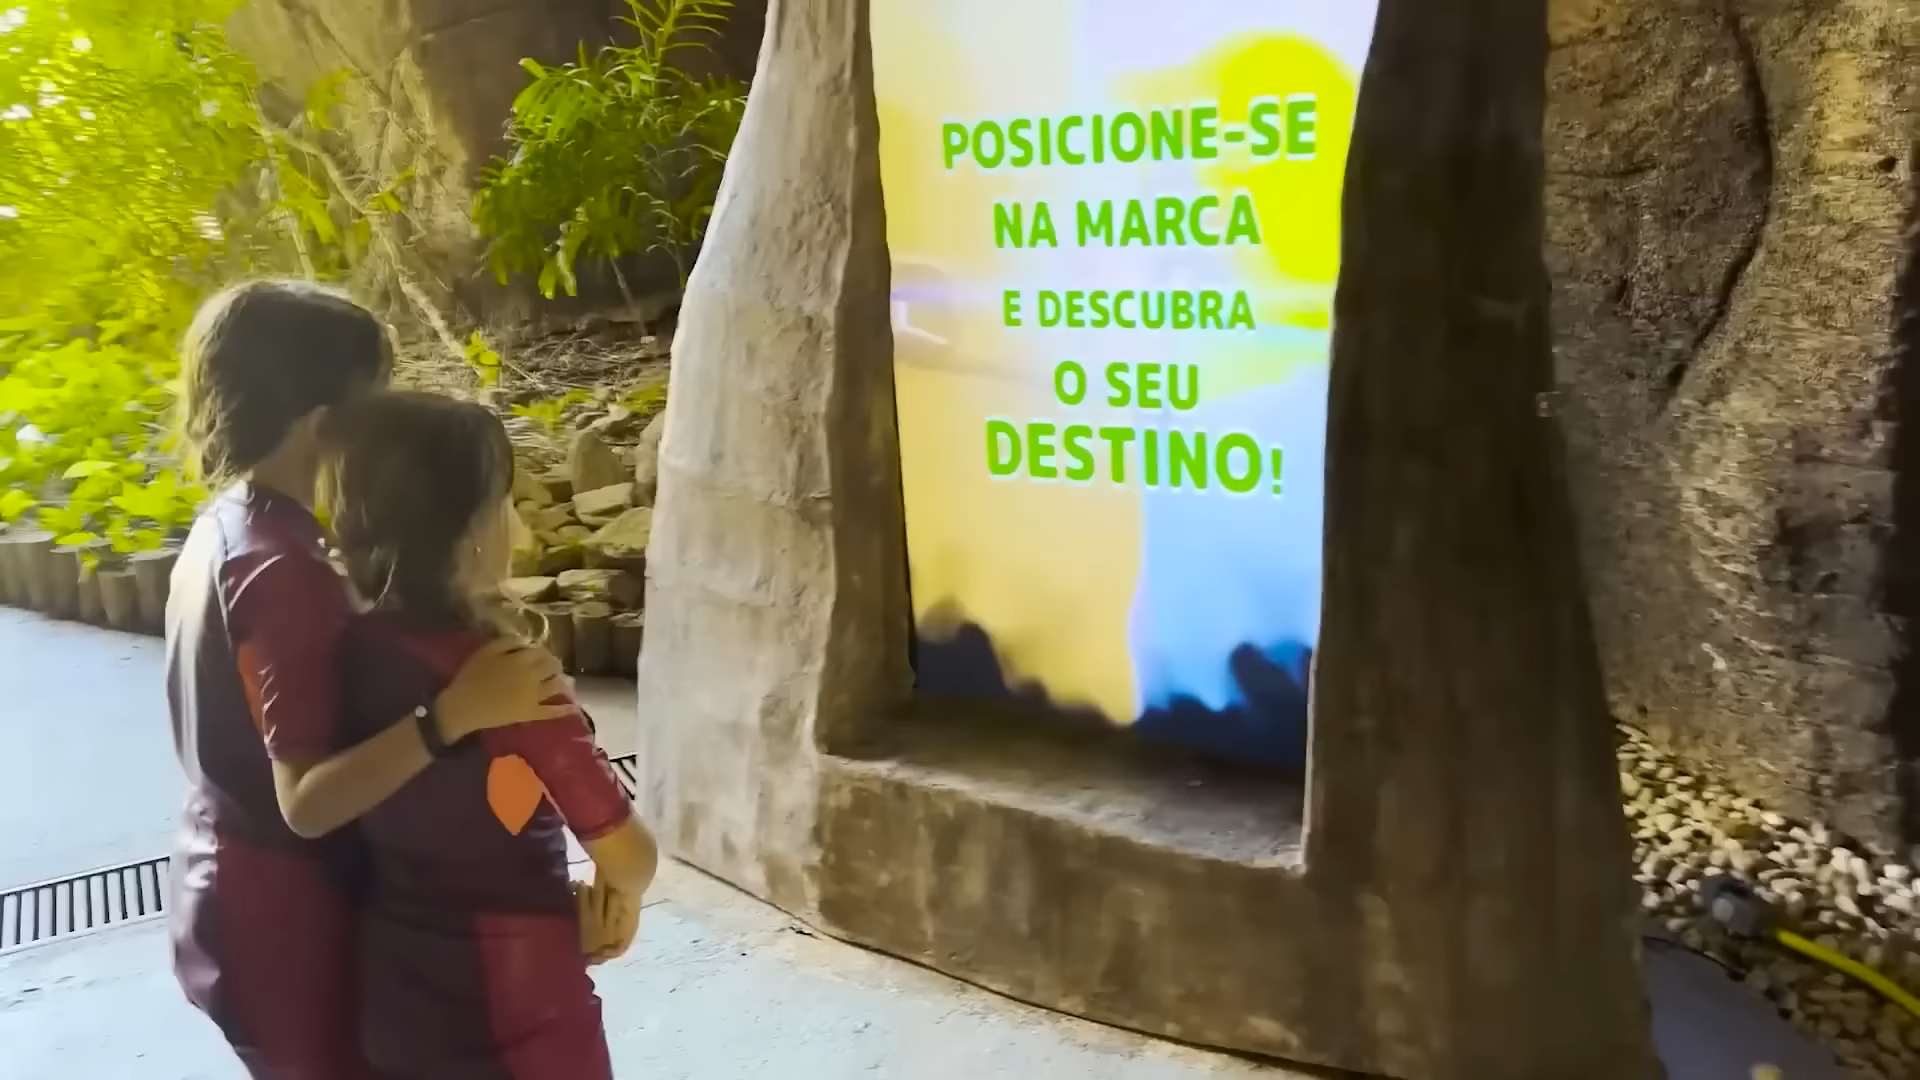 POSICIONE-SE
NA MARCA
E DESCUBRA
O SEU
DESTINO!